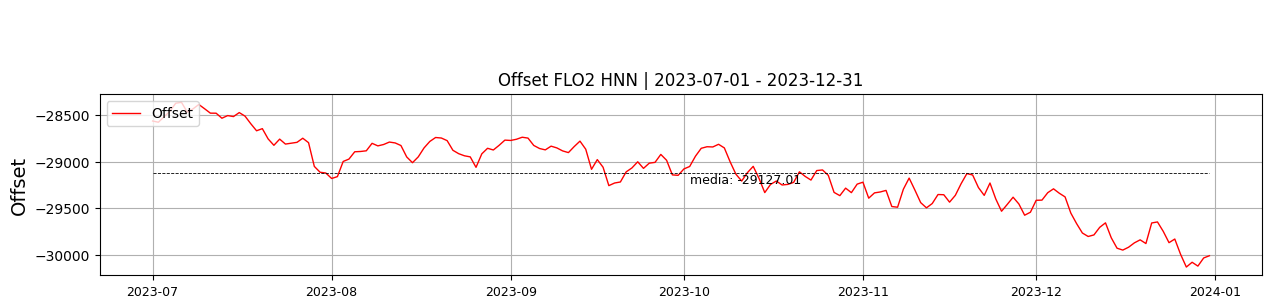 Offset FLO2 HNN | 2023-07-01 - 2023-12-31
Offset
−28500
−29000
−29500
−30000
Offset
media: -29127.01
2023-07
2023-08
2023-09
2023-10
2023-11
2023-12
2024-01